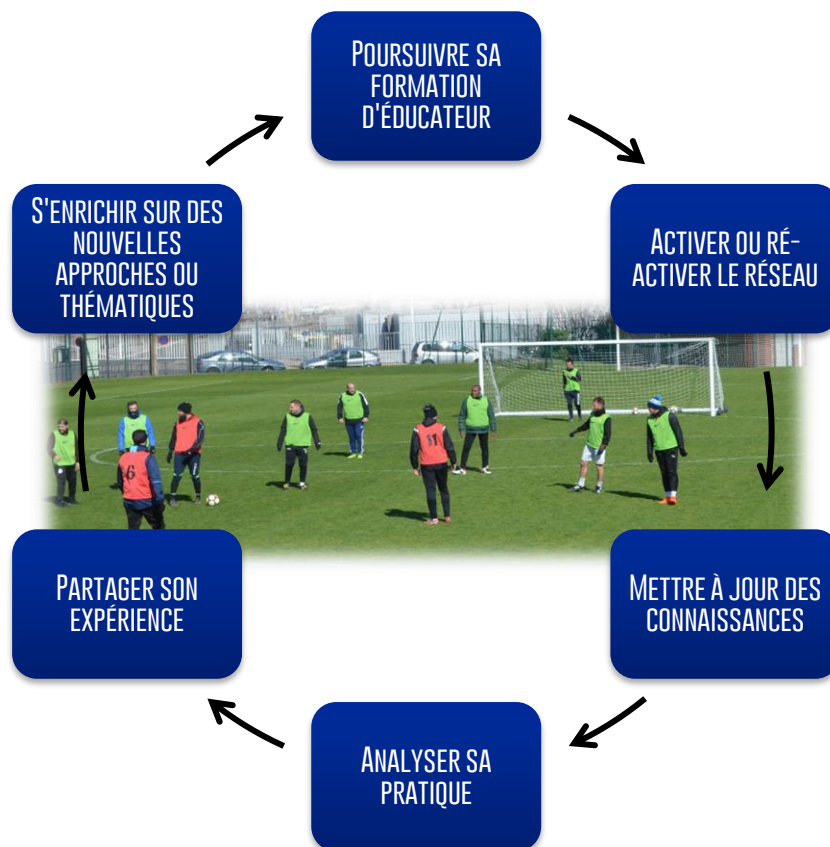 POURSUIVRE SA
FORMATION
D'ÉDUCATEUR
ACTIVER OU RÉ-
ACTIVER LE RÉSEAU
METTRE À JOUR DES
CONNAISSANCES
ANALYSER SA
PRATIQUE
PARTAGER SON
EXPÉRIENCE
S'ENRICHIR SUR DES
NOUVELLES
APPROCHES OU
THÉMATIQUES
6